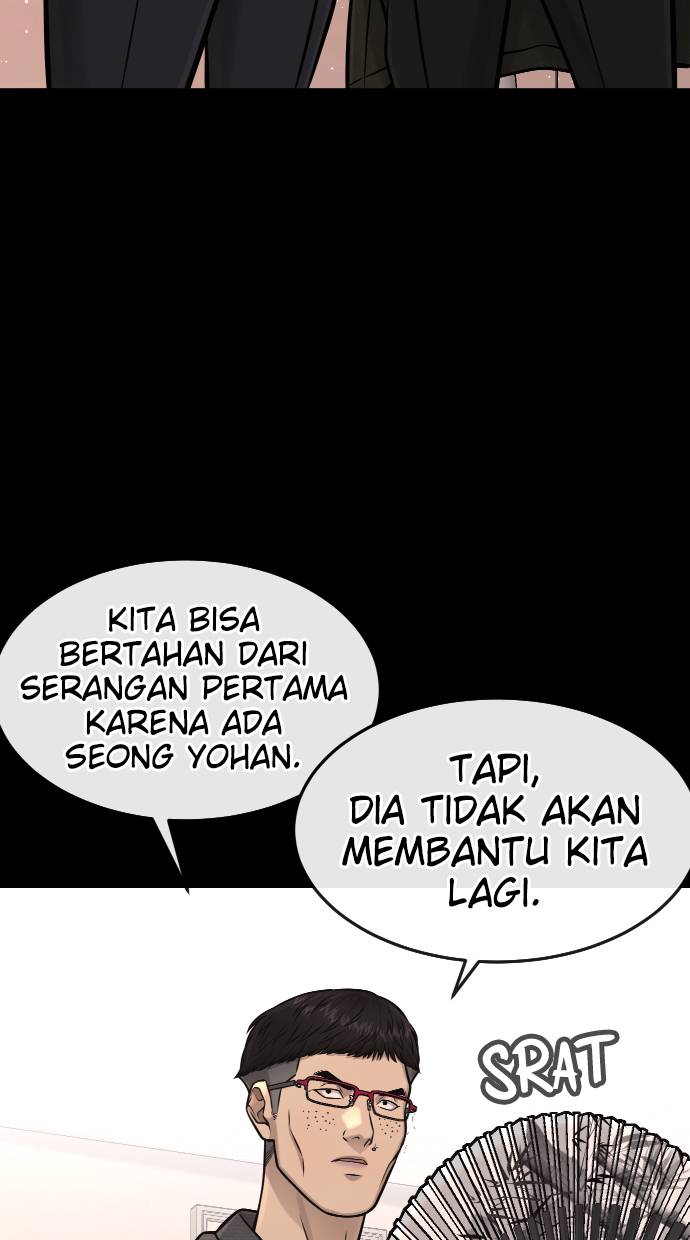 KITA BISA
BERTAHAN DARI
SERANGAN PERTAMA
KARENA ADA
SEONG YOHAN.
TAPI,
DIA TIDAK AKAN
MEMBANTU KITA
LAGI.
SRAT